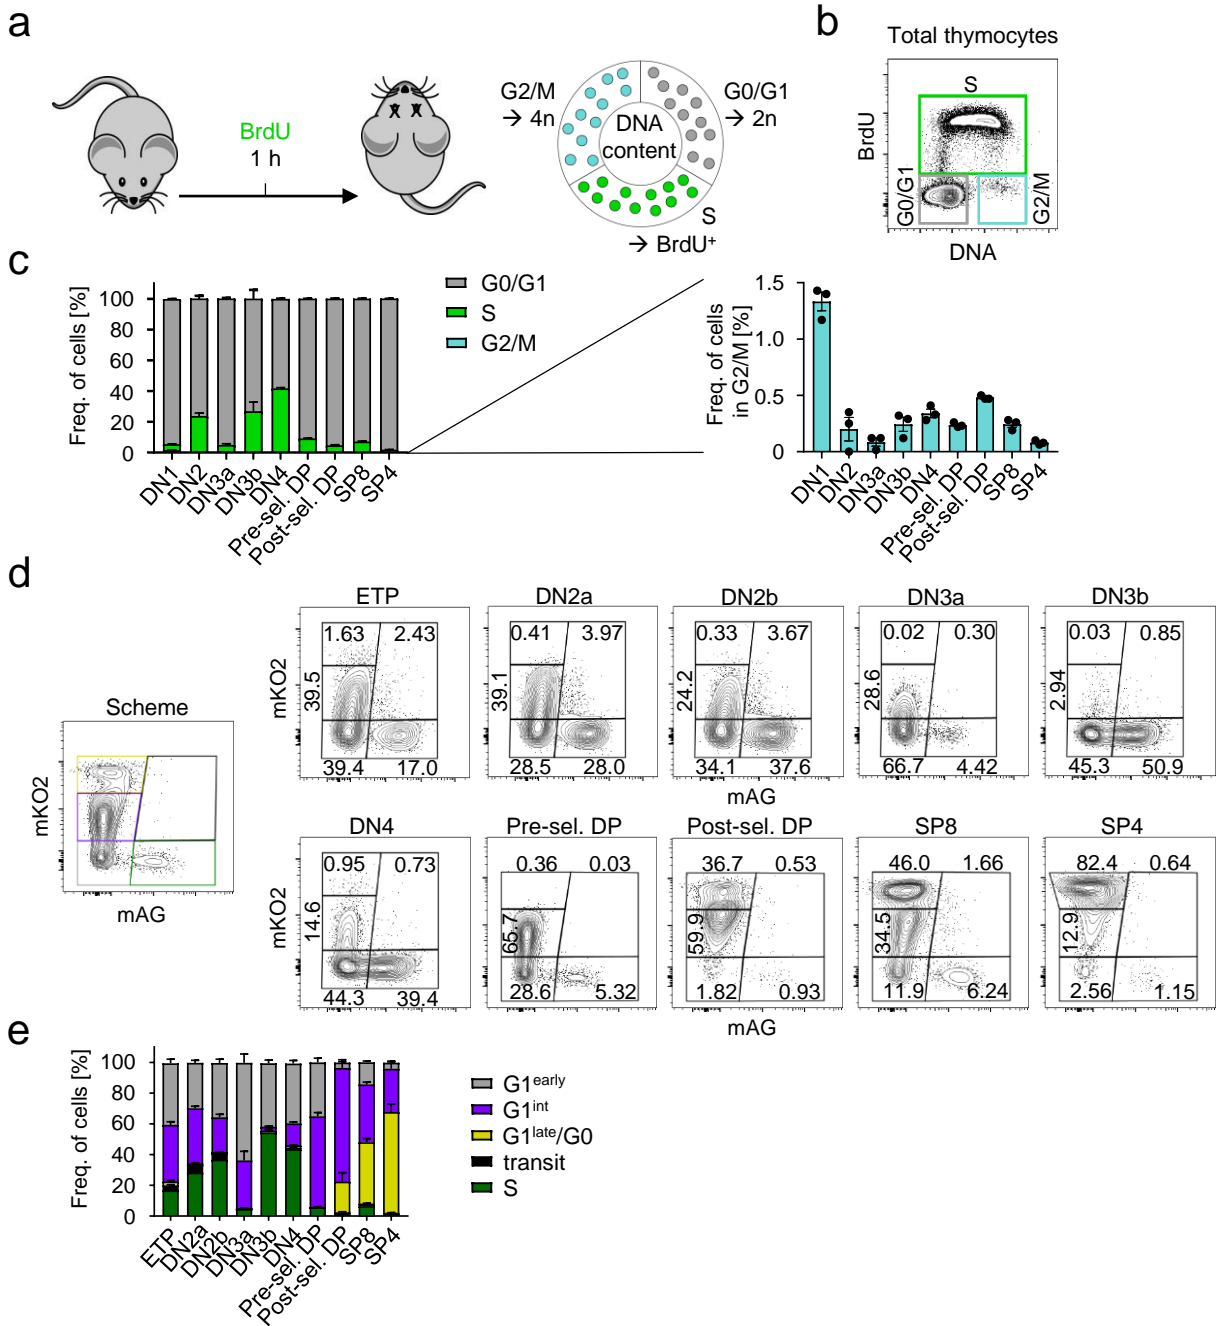 a
BrdU
1 h
G2/M
→ 4n
DNA
content
G0/G1
→ 2n
S
→ BrdU⁺
b
Total thymocytes
S
BrdU
G0/G1
G2/M
DNA
c
Freq. of cells [%]
100
80
60
40
20
0
DN1
DN2
DN3a
DN3b
DN4
Pre-sel. DP
Post-sel. DP
SP8
SP4
G0/G1
S
G2/M
Freq. of cells
in G2/M [%]
1.5
1.0
0.5
0
DN1
DN2
DN3a
DN3b
DN4
Pre-sel. DP
Post-sel. DP
SP8
SP4
d
Scheme
mKO2
mAG
ETP
1.63 2.43
39.5
39.4 17.0
mKO2
DN2a
0.41 3.97
39.1
28.5 28.0
DN2b
0.33 3.67
24.2
34.1 37.6
DN3a
0.02 0.30
28.6
66.7 4.42
DN3b
0.03 0.85
2.94
45.3 50.9
mAG
DN4
0.95 0.73
14.6
44.3 39.4
mKO2
Pre-sel. DP
0.36 0.03
65.7
28.6 5.32
Post-sel. DP
36.7 0.53
59.9
1.82 0.93
SP8
46.0 1.66
34.5
11.9 6.24
SP4
82.4 0.64
12.9
2.56 1.15
mAG
e
Freq. of cells [%]
100
80
60
40
20
0
ETP
DN2a
DN2b
DN3a
DN3b
DN4
Pre-sel. DP
Post-sel. DP
SP8
SP4
G1early
G1int
G1late/G0
transit
S